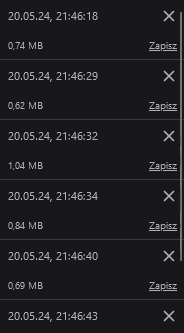 20.05.24, 21:46:18
0,74 MB Zapisz
20.05.24, 21:46:29
0,62 MB Zapisz
20.05.24, 21:46:32
1,04 MB Zapisz
20.05.24, 21:46:34
0,84 MB Zapisz
20.05.24, 21:46:40
0,69 MB Zapisz
20.05.24, 21:46:43